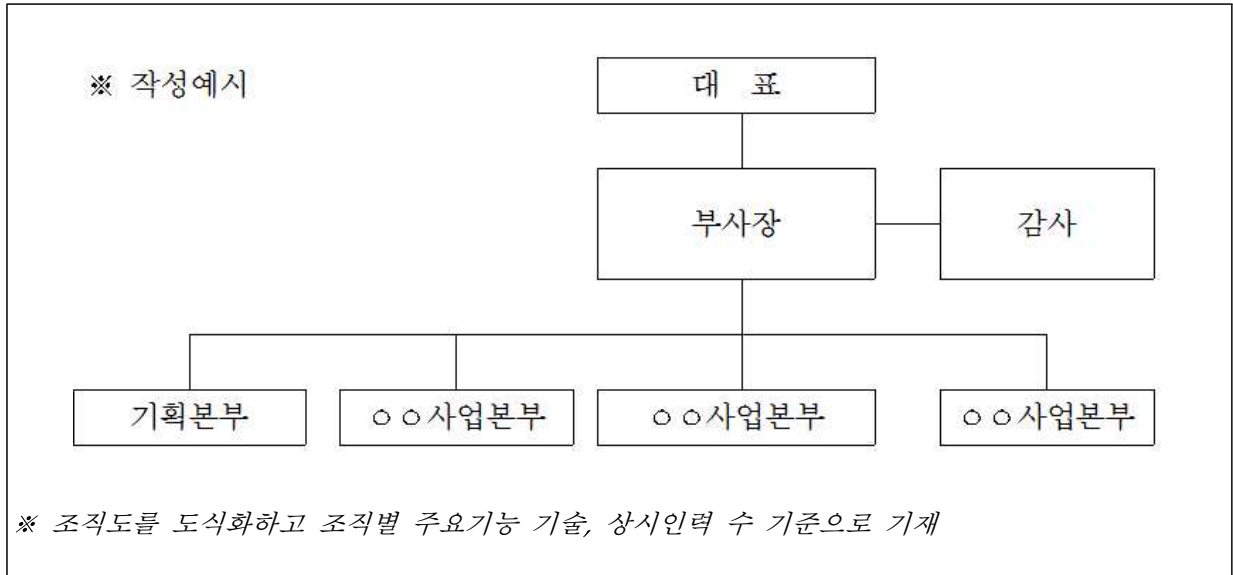 ※ 작성예시
대 표
부사장
감사
기획본부
○○사업본부
○○사업본부
○○사업본부
※ 조직도를 도식화하고 조직별 주요기능 기술, 상시인력 수 기준으로 기재